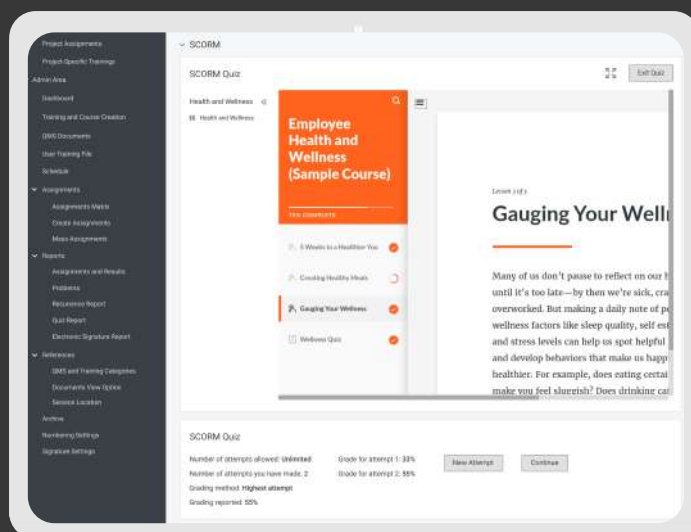 Project Assignments
Project-Specific Trainings
Admin Area
Dashboard
Training and Course Creation
QMS Documents
User Training File
Schedule
Assignments
Assignments Matrix
Create Assignments
Mass Assignments
Reports
Assignments and Results
Problems
Recurrence Report
Quiz Report
Electronic Signature Report
References
QMS and Training Categories
Documents View Option
Session Location
Archive
Numbering Settings
Signature Settings
SCORM
SCORM Quiz
Exit Quiz
Health and Wellness
Health and Wellness
Employee
Health and
Wellness
(Sample Course)
COMPLETE
5 Weeks to a Healthier You
Creating Healthy Meals
Gauging Your Wellness
Wellness Quiz
Lesson 3 of 5
Gauging Your Welln
Many of us don't pause to reflect on our h
until it's too late—by then we're sick, cra
overworked. But making a daily note of pe
wellness factors like sleep quality, self est
and stress levels can help us spot helpful
and develop behaviors that make us happ
healthier. For example, does eating certai
make you feel sluggish? Does drinking caf
SCORM Quiz
Number of attempts allowed: Unlimited
Number of attempts you have made: 2
Grading method: Highest attempt
Grading reported: 55%
Grade for attempt 1: 33%
Grade for attempt 2: 55%
New Attempt
Continue